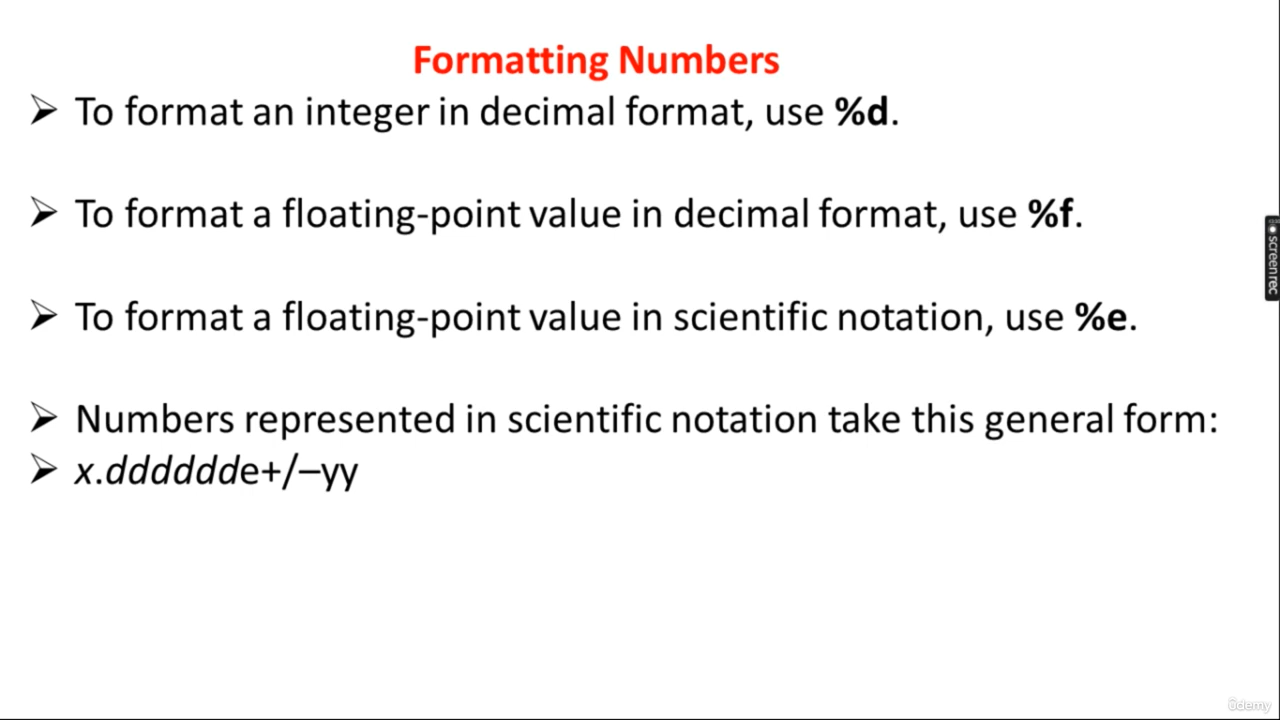 Formatting Numbers
➢ To format an integer in decimal format, use %d.
➢ To format a floating-point value in decimal format, use %f.
➢ To format a floating-point value in scientific notation, use %e.
➢ Numbers represented in scientific notation take this general form:
➢ x.dddddde+/–yy
screenrec
ûdemy